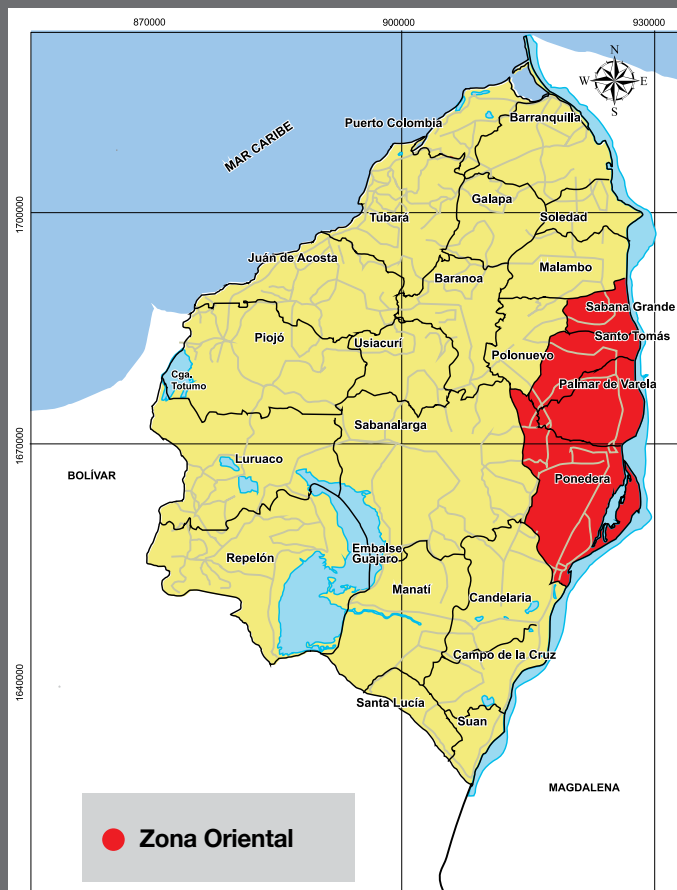 870000
900000
930000
N
W
E
S
MAR CARIBE
Puerto Colombia
Barranquilla
Galapa
1700000
Tubará
Soledad
Juán de Acosta
Malambo
Baranoa
Sabana Grande
Piojó
Usiacurí
Santo Tomás
Polonuevo
Cga.
Totumo
Palmar de Varela
Sabanalarga
1670000
Luruaco
BOLÍVAR
Ponedera
Repelón
Embalse
Guajaro
Manatí
Candelaria
Campo de la Cruz
1640000
Santa Lucía
Suan
MAGDALENA
Zona Oriental